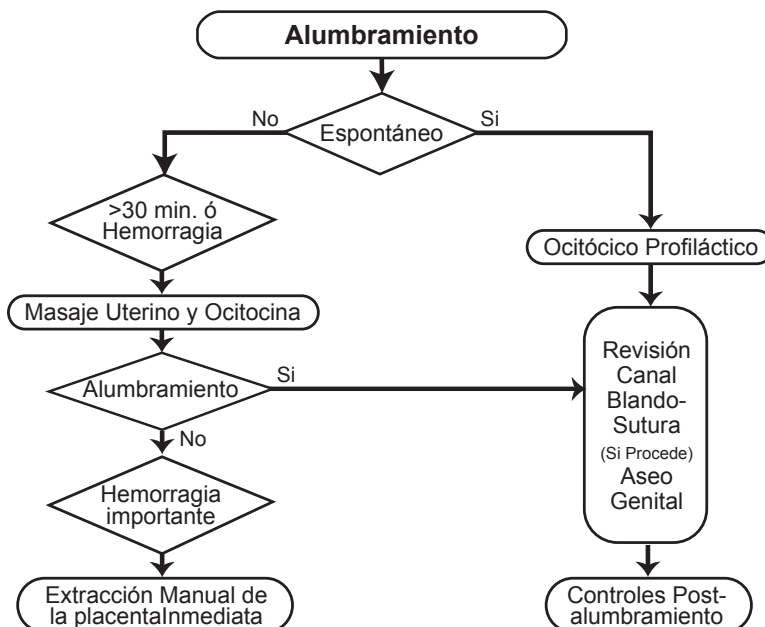 Alumbramiento
Espontáneo
No
Si
>30 min. ó
Hemorragia
Ocitócico Profiláctico
Masaje Uterino y Ocitocina
Alumbramiento
Si
No
Revisión
Canal
Blando-
Sutura
(Si Procede)
Aseo
Genital
Hemorragia
importante
Extracción Manual de
la placentaInmediata
Controles Post-
alumbramiento